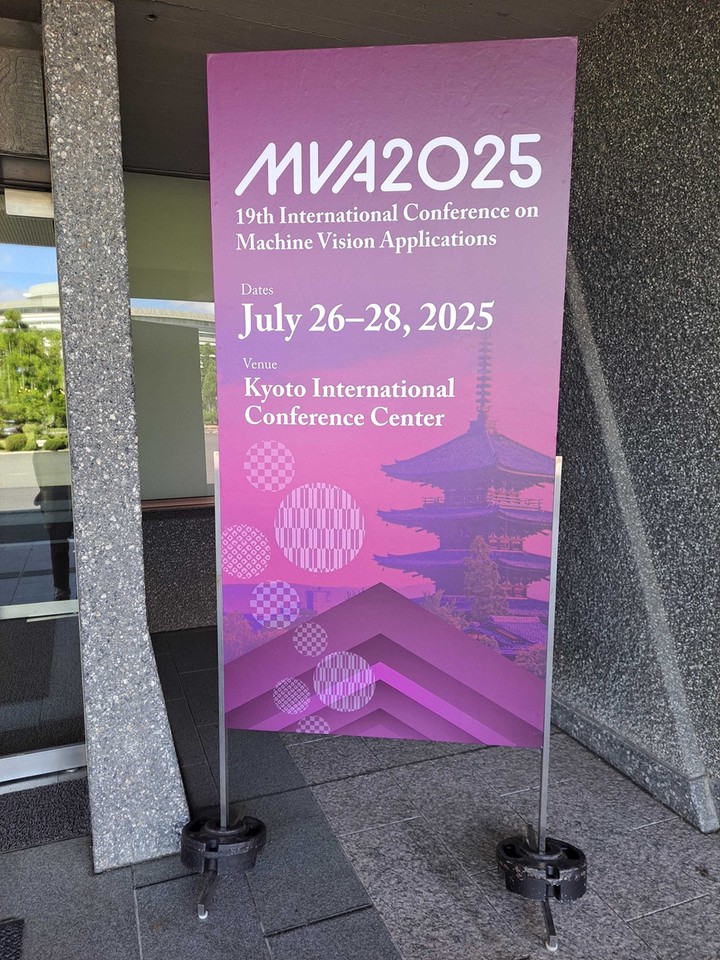 MVA2025
19th International Conference on
Machine Vision Applications
Dates
July 26–28, 2025
Venue
Kyoto International
Conference Center